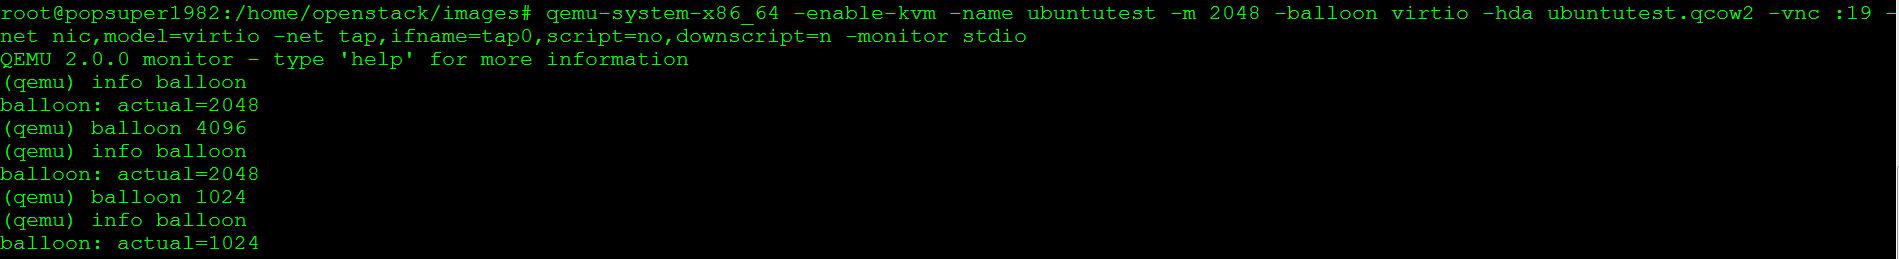 root@popsuper1982:/home/openstack/images# qemu-system-x86_64 -enable-kvm -name ubuntutest -m 2048 -balloon virtio -hda ubuntutest.qcow2 -vnc :19 -
net nic,model=virtio -net tap,ifname=tap0,script=no,downscript=n -monitor stdio
QEMU 2.0.0 monitor - type 'help' for more information
(qemu) info balloon
balloon: actual=2048
(qemu) balloon 4096
(qemu) info balloon
balloon: actual=2048
(qemu) balloon 1024
(qemu) info balloon
balloon: actual=1024